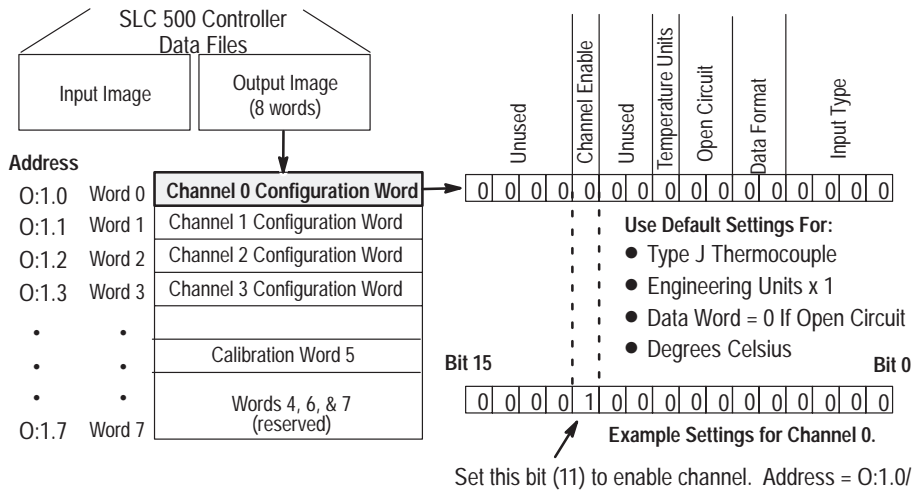 SLC 500 Controller
Data Files
Input Image
Output Image
(8 words)
Unused
Channel Enable
Unused
Temperature Units
Open Circuit
Data Format
Input Type
Address
O:1.0 Word 0 Channel 0 Configuration Word 0 0 0 0 0 0 0 0 0 0 0 0 0 0 0 0
O:1.1 Word 1 Channel 1 Configuration Word
O:1.2 Word 2 Channel 2 Configuration Word
O:1.3 Word 3 Channel 3 Configuration Word
Calibration Word 5
Words 4, 6, & 7
(reserved)
O:1.7 Word 7
Use Default Settings For:
● Type J Thermocouple
● Engineering Units x 1
● Data Word = 0 If Open Circuit
● Degrees Celsius
Bit 15 Bit 0
0 0 0 0 1 0 0 0 0 0 0 0 0 0 0 0
Example Settings for Channel 0.
Set this bit (11) to enable channel. Address = O:1.0/